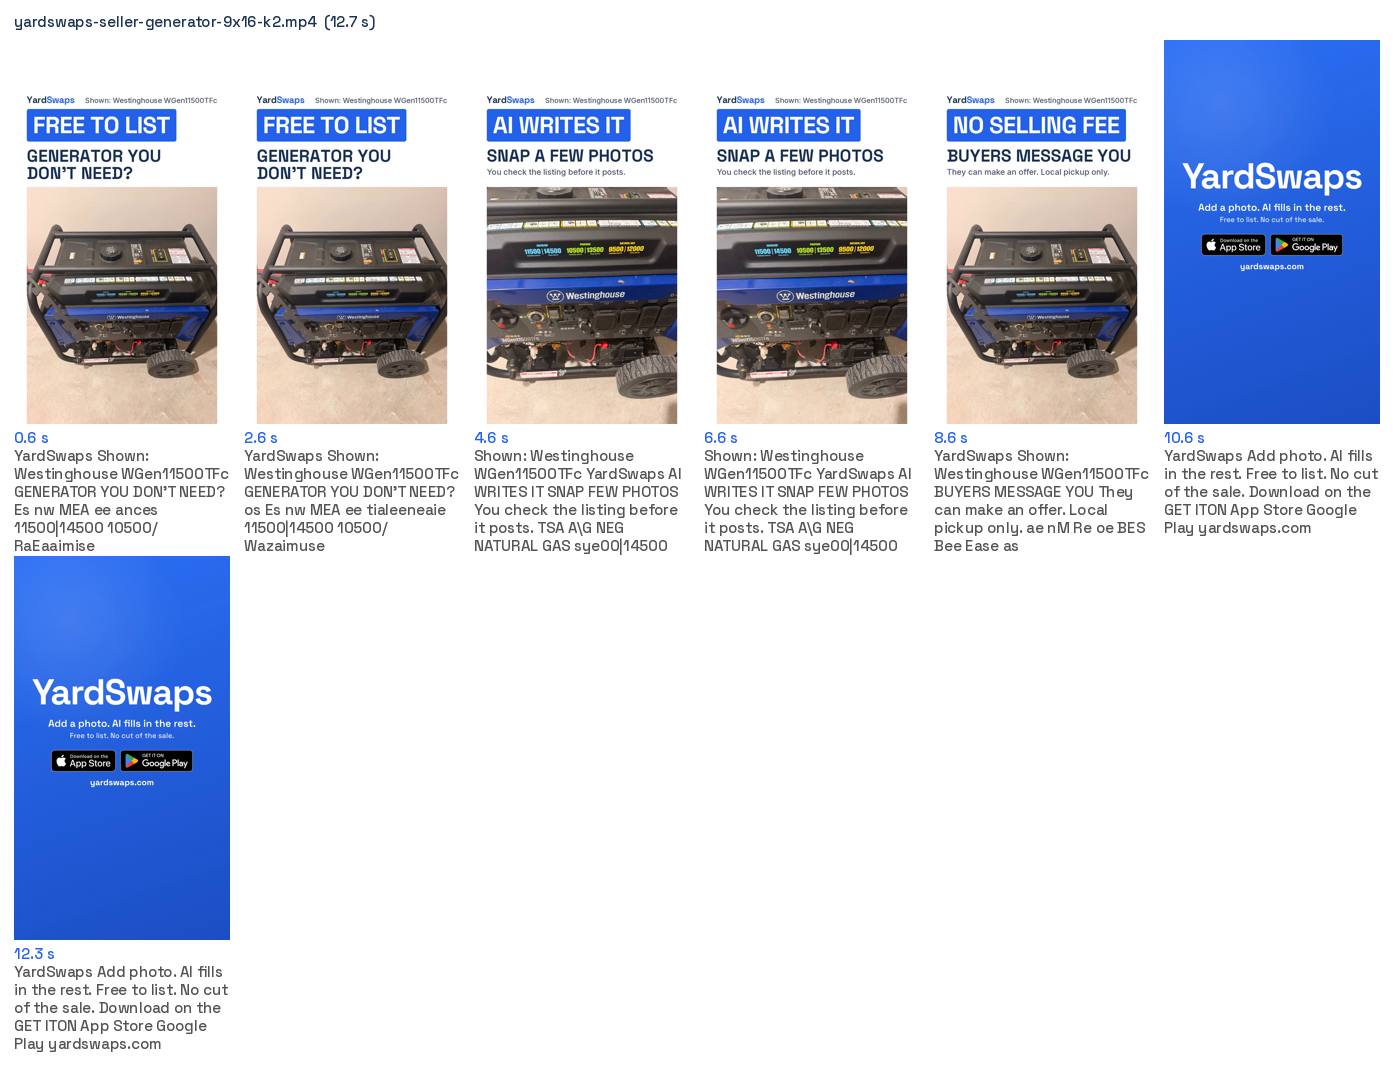 yardswaps-seller-generator-9x16-k2.mp4 (12.7 s)
YardSwaps Shown: Westinghouse WGen11500TFc
FREE TO LIST
GENERATOR YOU
DON'T NEED?
Westinghouse
0.6 s
YardSwaps Shown:
Westinghouse WGen11500TFc
GENERATOR YOU DON'T NEED?
Es nw MEA ee ances
11500|14500 10500/
RaEaaimise
YardSwaps Shown: Westinghouse WGen11500TFc
FREE TO LIST
GENERATOR YOU
DON'T NEED?
Westinghouse
2.6 s
YardSwaps Shown:
Westinghouse WGen11500TFc
GENERATOR YOU DON'T NEED?
os Es nw MEA ee tialeeneaie
11500|14500 10500/
Wazaimuse
YardSwaps Shown: Westinghouse WGen11500TFc
AI WRITES IT
SNAP A FEW PHOTOS
You check the listing before it posts.
11500|14500 10500|13500 9500|12000
Westinghouse
4.6 s
Shown: Westinghouse
WGen11500TFc YardSwaps AI
WRITES IT SNAP FEW PHOTOS
You check the listing before
it posts. TSA A\G NEG
NATURAL GAS sye00|14500
YardSwaps Shown: Westinghouse WGen11500TFc
AI WRITES IT
SNAP A FEW PHOTOS
You check the listing before it posts.
11500|14500 10500|13500 9500|12000
Westinghouse
6.6 s
Shown: Westinghouse
WGen11500TFc YardSwaps AI
WRITES IT SNAP FEW PHOTOS
You check the listing before
it posts. TSA A\G NEG
NATURAL GAS sye00|14500
YardSwaps Shown: Westinghouse WGen11500TFc
NO SELLING FEE
BUYERS MESSAGE YOU
They can make an offer. Local pickup only.
Westinghouse
8.6 s
YardSwaps Shown:
Westinghouse WGen11500TFc
BUYERS MESSAGE YOU They
can make an offer. Local
pickup only. ae nM Re oe BES
Bee Ease as
YardSwaps
Add a photo. AI fills in the rest.
Free to list. No cut of the sale.
Download on the App Store GET IT ON Google Play
yardswaps.com
10.6 s
YardSwaps Add photo. AI fills
in the rest. Free to list. No cut
of the sale. Download on the
GET ITON App Store Google
Play yardswaps.com
YardSwaps
Add a photo. AI fills in the rest.
Free to list. No cut of the sale.
Download on the App Store GET IT ON Google Play
yardswaps.com
12.3 s
YardSwaps Add photo. AI fills
in the rest. Free to list. No cut
of the sale. Download on the
GET ITON App Store Google
Play yardswaps.com